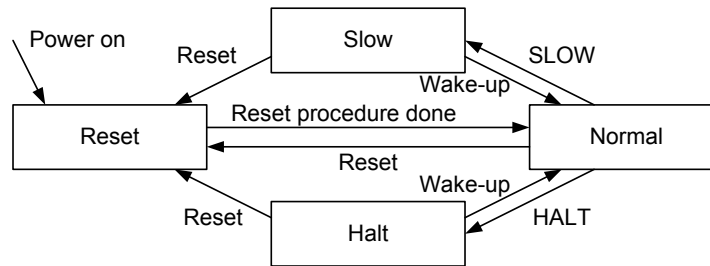 Power on
Slow
Reset
SLOW
Wake-up
Reset procedure done
Reset
Normal
Reset
Wake-up
Reset
HALT
Halt